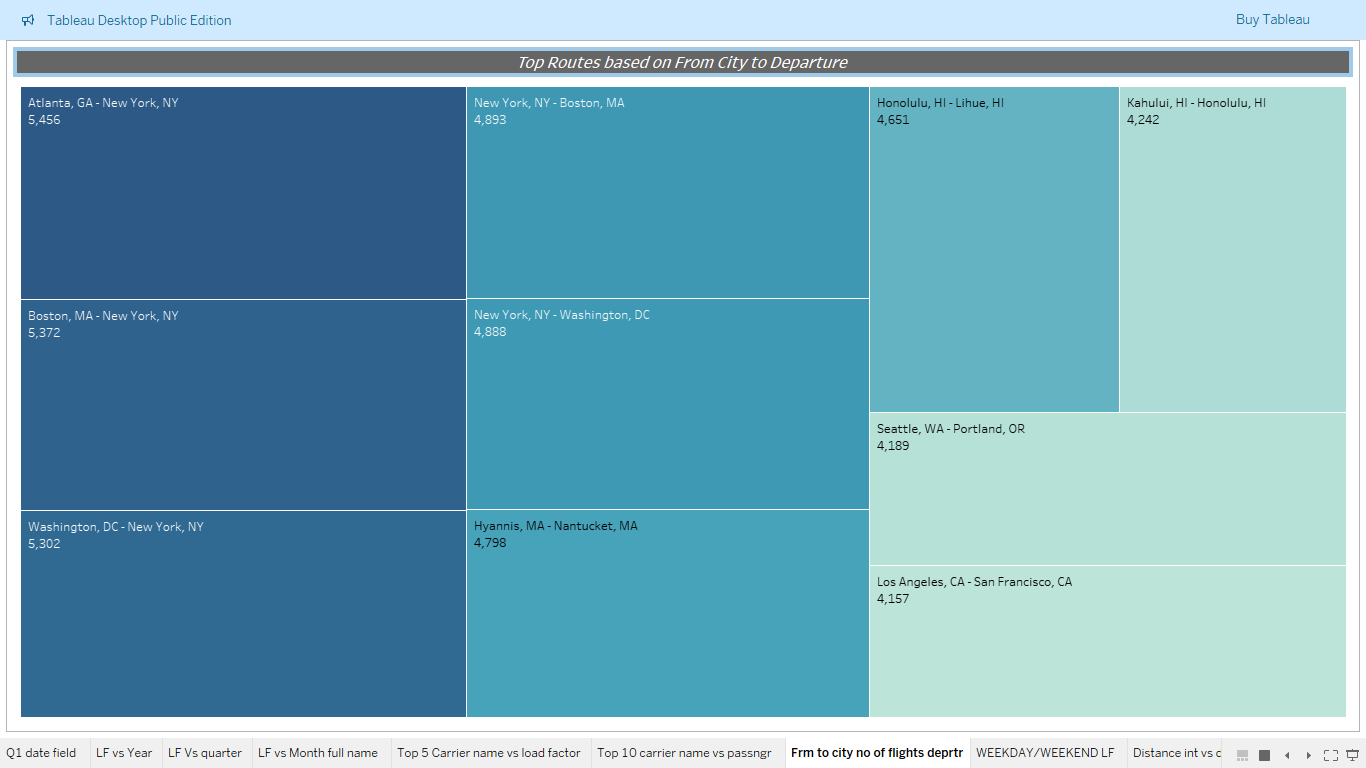 Tableau Desktop Public Edition
Buy Tableau
Top Routes based on From City to Departure
Atlanta, GA - New York, NY
5,456
New York, NY - Boston, MA
4,893
Honolulu, HI - Lihue, HI
4,651
Kahului, HI - Honolulu, HI
4,242
Boston, MA - New York, NY
5,372
New York, NY - Washington, DC
4,888
Seattle, WA - Portland, OR
4,189
Washington, DC - New York, NY
5,302
Hyannis, MA - Nantucket, MA
4,798
Los Angeles, CA - San Francisco, CA
4,157
Q1 date field
LF vs Year
LF Vs quarter
LF vs Month full name
Top 5 Carrier name vs load factor
Top 10 carrier name vs passngr
Frm to city no of flights deprtr
WEEKDAY/WEEKEND LF
Distance int vs